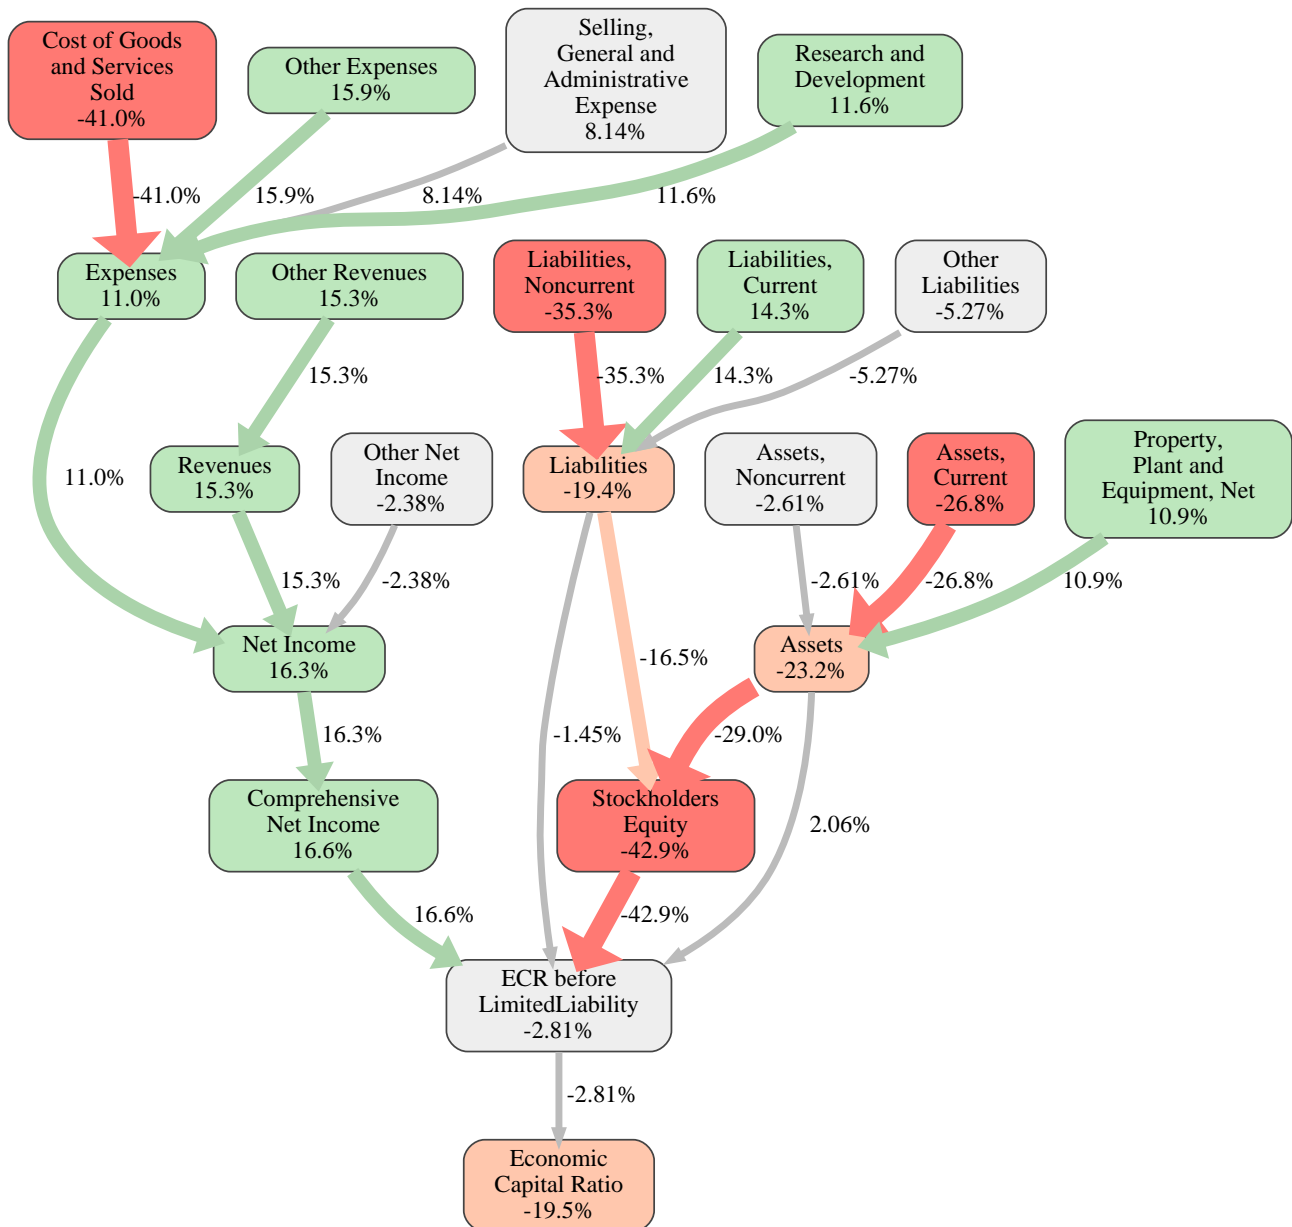 Cost of Goods
and Services
Sold
-41.0%
Other Expenses
15.9%
Selling,
General and
Administrative
Expense
8.14%
Research and
Development
11.6%
-41.0%
15.9%
8.14%
11.6%
Expenses
11.0%
Other Revenues
15.3%
Liabilities,
Noncurrent
-35.3%
Liabilities,
Current
14.3%
Other
Liabilities
-5.27%
15.3%
-35.3%
14.3%
-5.27%
11.0%
Revenues
15.3%
Other Net
Income
-2.38%
Liabilities
-19.4%
Assets,
Noncurrent
-2.61%
Assets,
Current
-26.8%
Property,
Plant and
Equipment, Net
10.9%
15.3%
-2.38%
-2.61%
-26.8%
10.9%
Net Income
16.3%
-16.5%
Assets
-23.2%
16.3%
-1.45%
-29.0%
Comprehensive
Net Income
16.6%
Stockholders
Equity
-42.9%
2.06%
16.6%
-42.9%
ECR before
LimitedLiability
-2.81%
-2.81%
Economic
Capital Ratio
-19.5%